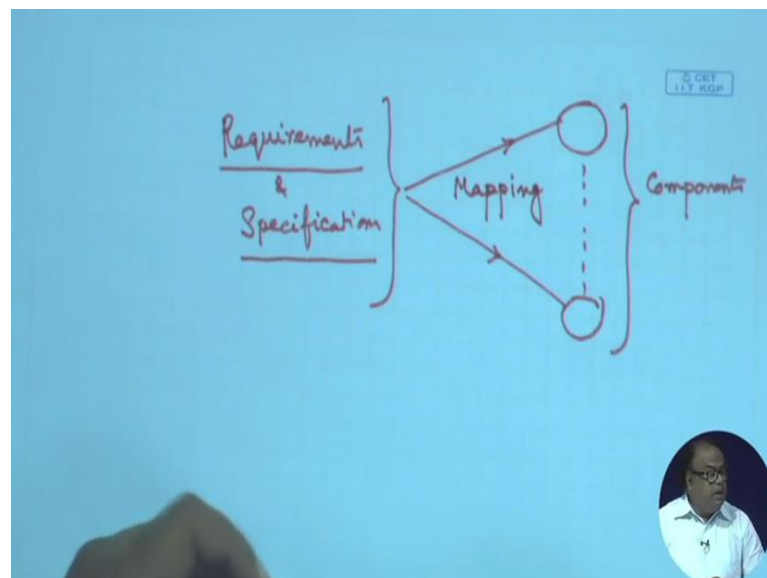 © CET
I.I.T. KGP
Requirements
&
Specification
Mapping
Components